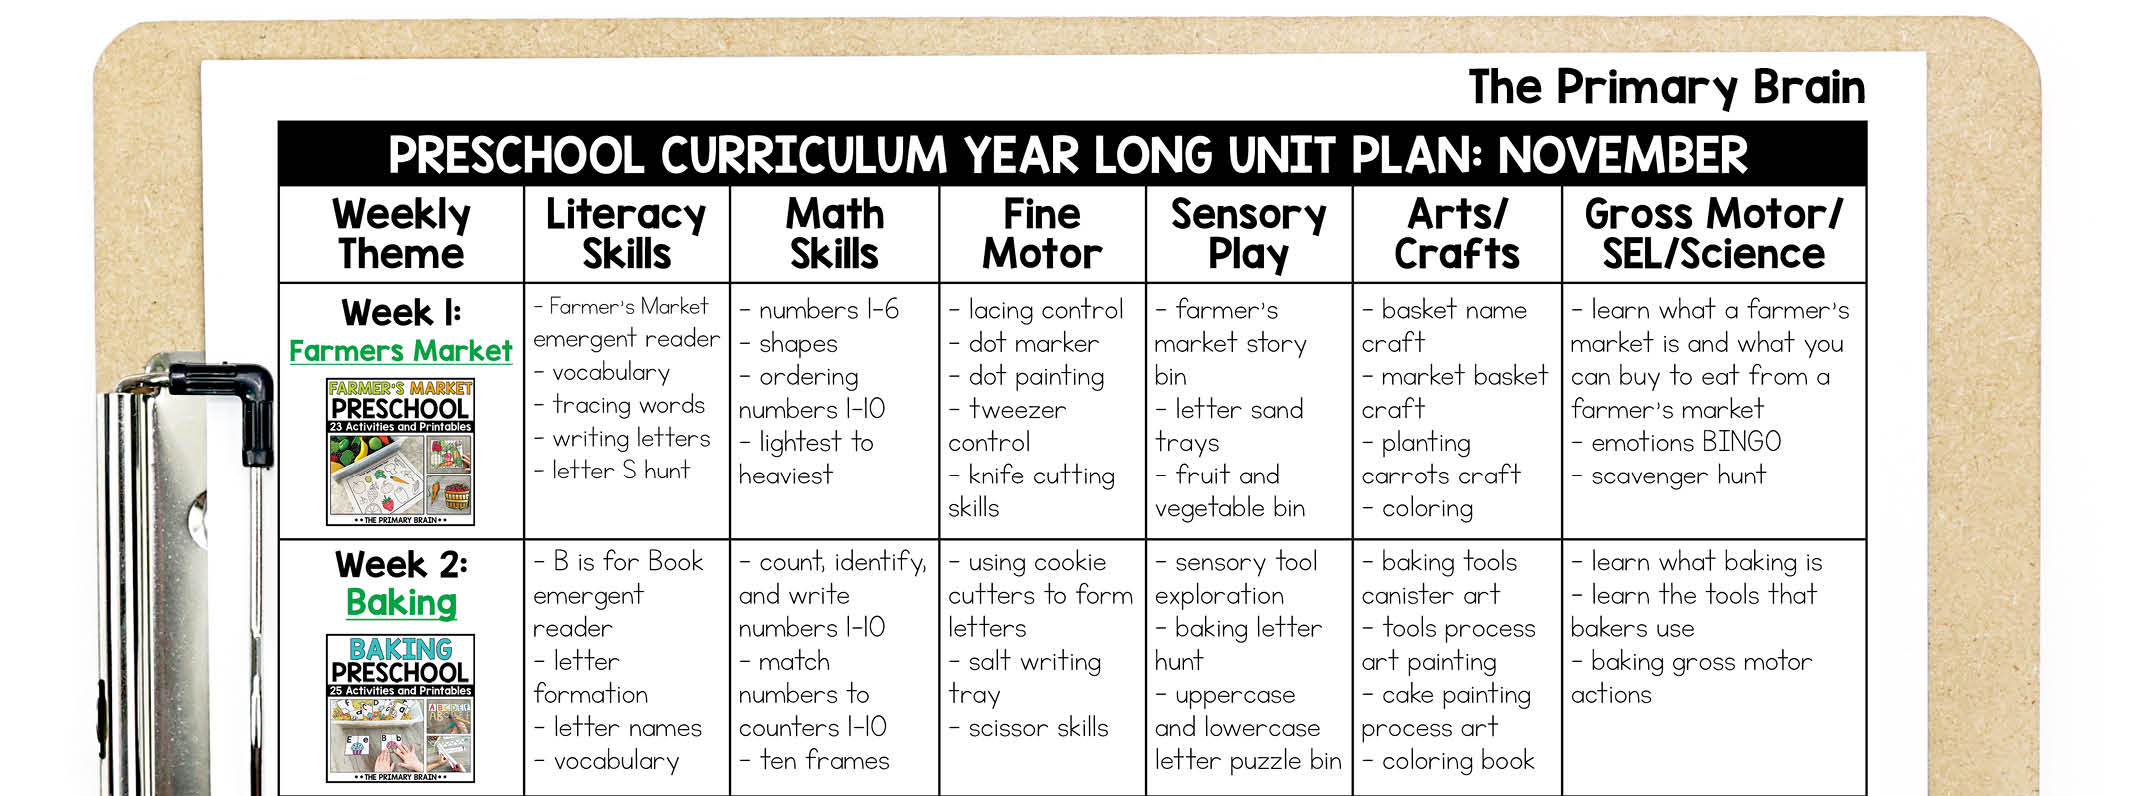 The Primary Brain
PRESCHOOL CURRICULUM YEAR LONG UNIT PLAN: NOVEMBER
Weekly
Theme
Literacy
Skills
Math
Skills
Fine
Motor
Sensory
Play
Arts/
Crafts
Gross Motor/
SEL/Science
Week 1:
Farmers Market
FARMER'S MARKET
PRESCHOOL
23 Activities and Printables
••THE PRIMARY BRAIN••
- Farmer's Market
emergent reader
- vocabulary
- tracing words
- writing letters
- letter S hunt
- numbers 1-6
- shapes
- ordering
numbers 1-10
- lightest to
heaviest
- lacing control
- dot marker
- dot painting
- tweezer
control
- knife cutting
skills
- farmer's
market story
bin
- letter sand
trays
- fruit and
vegetable bin
- basket name
craft
- market basket
craft
- planting
carrots craft
- coloring
- learn what a farmer's
market is and what you
can buy to eat from a
farmer's market
- emotions BINGO
- scavenger hunt
Week 2:
Baking
BAKING
PRESCHOOL
25 Activities and Printables
••THE PRIMARY BRAIN••
- B is for Book
emergent
reader
- letter
formation
- letter names
- vocabulary
- count, identify,
and write
numbers 1-10
- match
numbers to
counters 1-10
- ten frames
- using cookie
cutters to form
letters
- salt writing
tray
- scissor skills
- sensory tool
exploration
- baking letter
hunt
- uppercase
and lowercase
letter puzzle bin
- baking tools
canister art
- tools process
art painting
- cake painting
process art
- coloring book
- learn what baking is
- learn the tools that
bakers use
- baking gross motor
actions